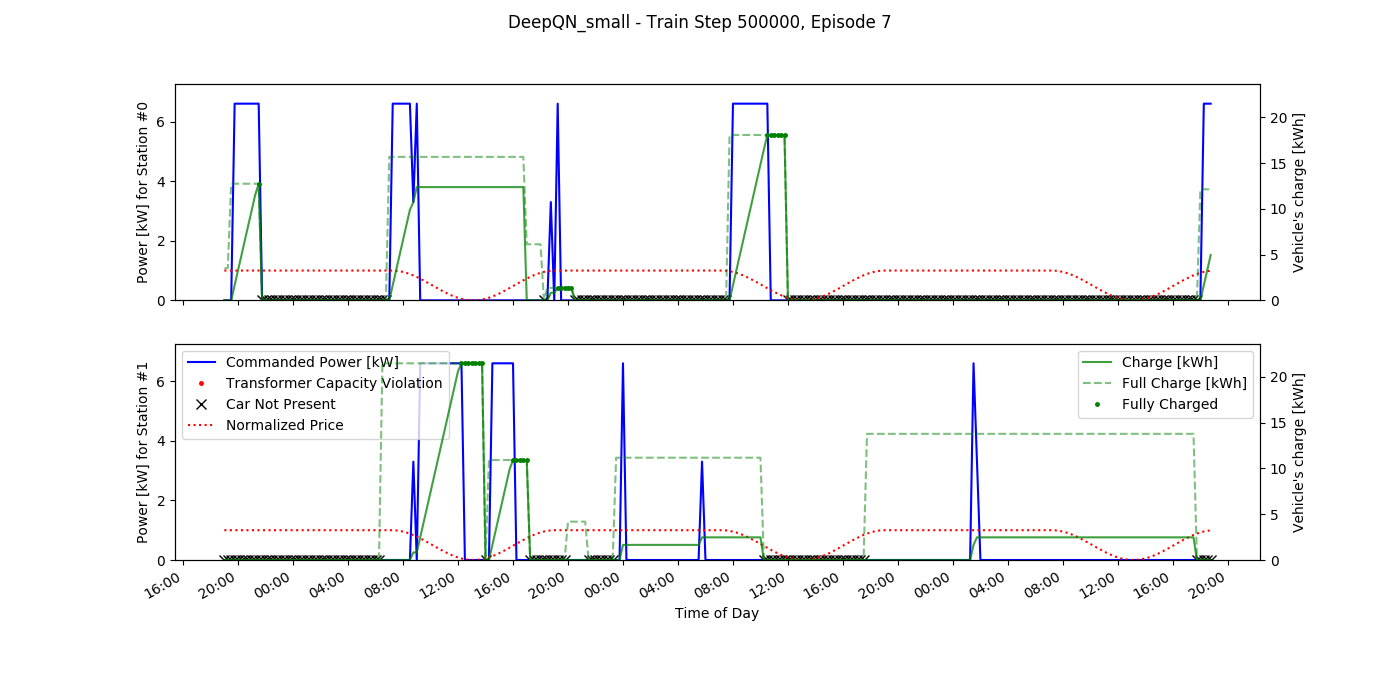 DeepQN_small - Train Step 500000, Episode 7
Power [kW] for Station #0
6
4
2
0
Vehicle's charge [kWh]
20
15
10
5
0
Power [kW] for Station #1
6
4
2
0
Commanded Power [kW]
Transformer Capacity Violation
Car Not Present
Normalized Price
Charge [kWh]
Full Charge [kWh]
Fully Charged
Vehicle's charge [kWh]
20
15
10
5
0
16:00 20:00 00:00 04:00 08:00 12:00 16:00 20:00 00:00 04:00 08:00 12:00 16:00 20:00 00:00 04:00 08:00 12:00 16:00 20:00
Time of Day